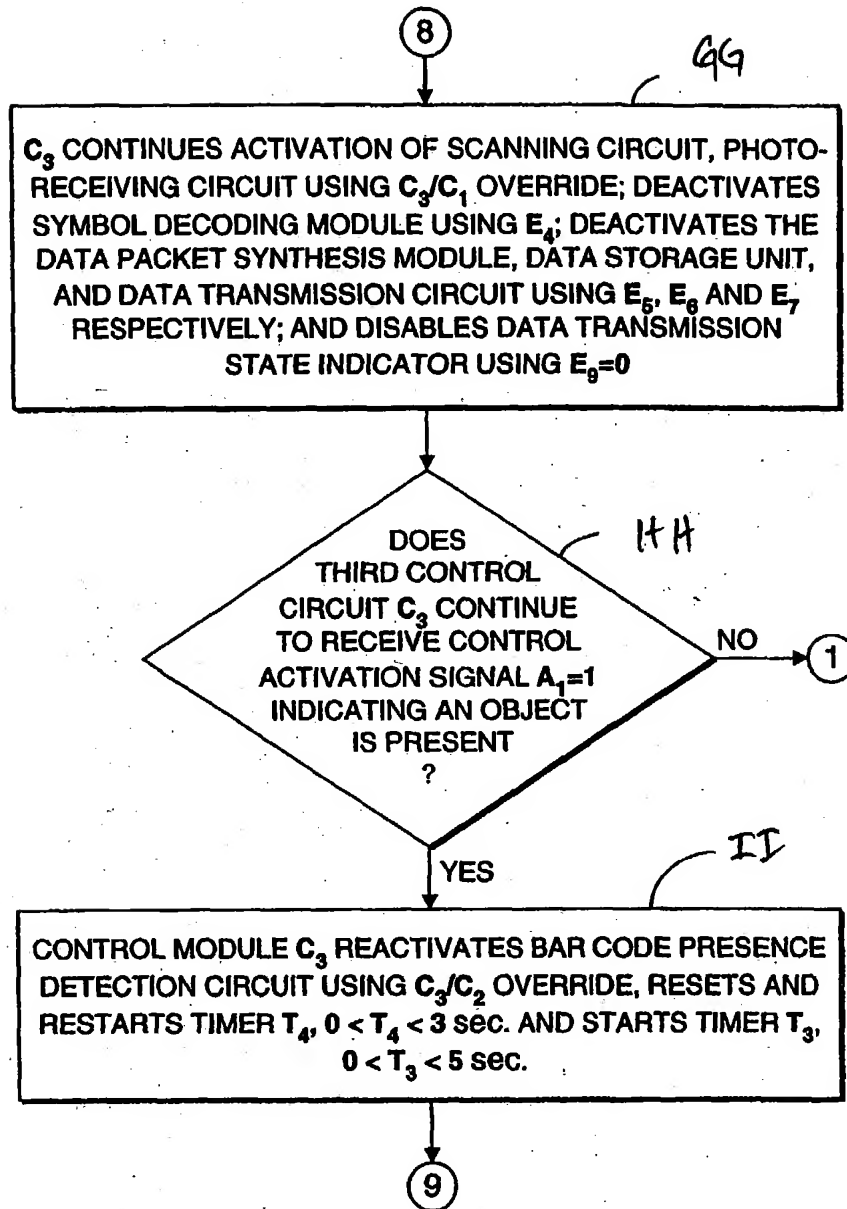 8
GG
C₃ CONTINUES ACTIVATION OF SCANNING CIRCUIT, PHOTO-
RECEIVING CIRCUIT USING C₃/C₁ OVERRIDE; DEACTIVATES
SYMBOL DECODING MODULE USING E₄; DEACTIVATES THE
DATA PACKET SYNTHESIS MODULE, DATA STORAGE UNIT,
AND DATA TRANSMISSION CIRCUIT USING E₅, E₆ AND E₇
RESPECTIVELY; AND DISABLES DATA TRANSMISSION
STATE INDICATOR USING E₉=0
HH
DOES
THIRD CONTROL
CIRCUIT C₃ CONTINUE
TO RECEIVE CONTROL
ACTIVATION SIGNAL A₁=1
INDICATING AN OBJECT
IS PRESENT
?
NO
1
YES
II
CONTROL MODULE C₃ REACTIVATES BAR CODE PRESENCE
DETECTION CIRCUIT USING C₃/C₂ OVERRIDE, RESETS AND
RESTARTS TIMER T₄, 0 < T₄ < 3 sec. AND STARTS TIMER T₃,
0 < T₃ < 5 sec.
9